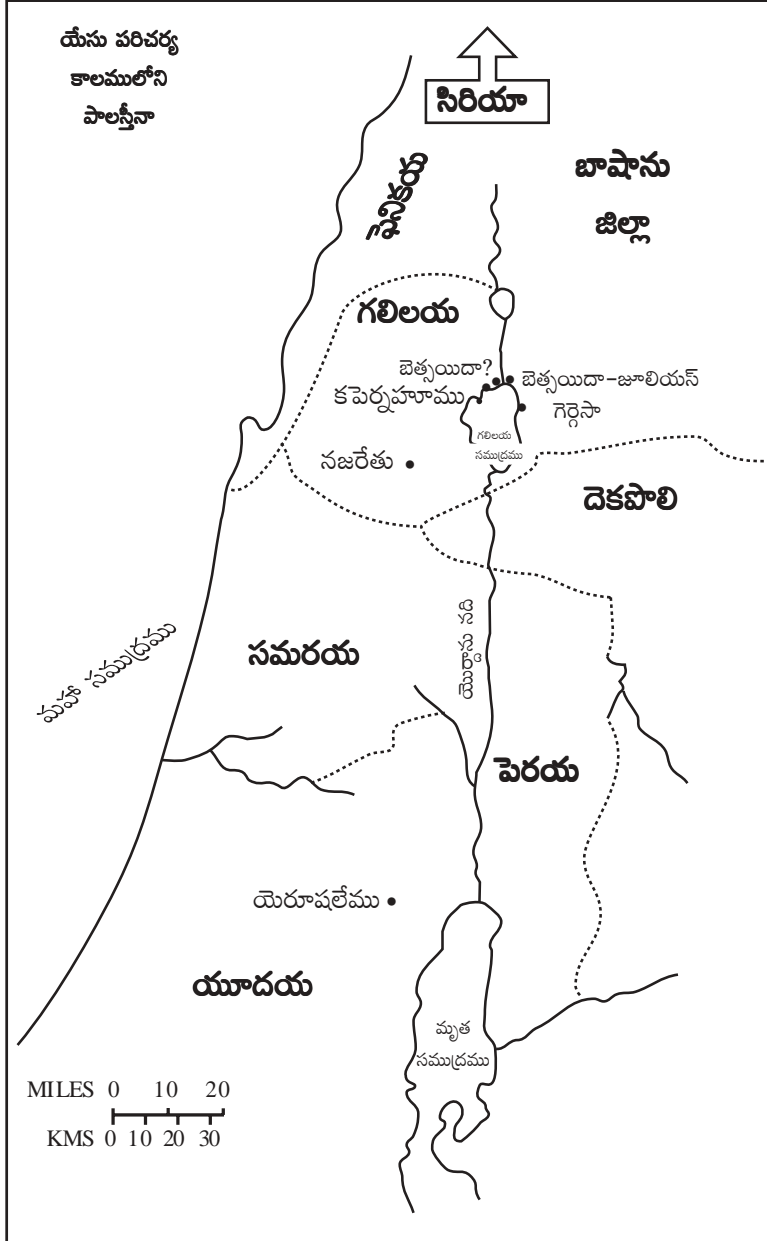 యేసు పరిచర్య
కాలములోని
పాలస్తీనా
సిరియా
ఫెనీకయ
బాషాను
జిల్లా
గలిలయ
బెత్సయిదా?
బెత్సయిదా-జూలియస్
కపెర్నహూము
గెర్గెసా
గలిలయ
సముద్రము
నజరేతు
దెకపొలి
యొర్దాను నది
మహా సముద్రము
సమరయ
పెరయ
యెరూషలేము
యూదయ
మృత
సముద్రము
MILES 0 10 20
KMS 0 10 20 30